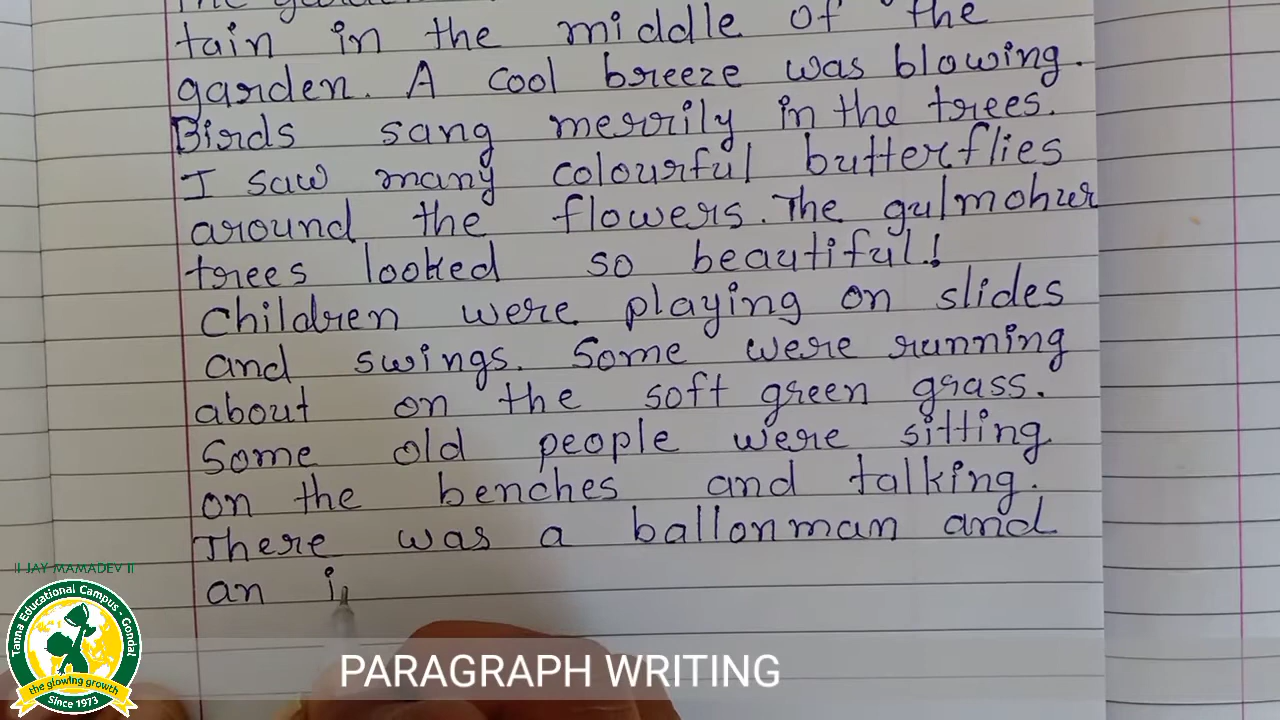 The garden
tain in the middle of the
garden. A cool breeze was blowing.
Birds sang merrily in the trees.
I saw many colourful butterflies
around the flowers. The gulmohur
trees looked so beautiful!
Children were playing on slides
and swings. Some were running
about on the soft green grass.
Some old people were sitting
on the benches and talking.
There was a ballonman and
an i
॥ JAY MAMADEV ॥
Tanna Educational Campus - Gondal
the glowing growth
Since 1973
PARAGRAPH WRITING